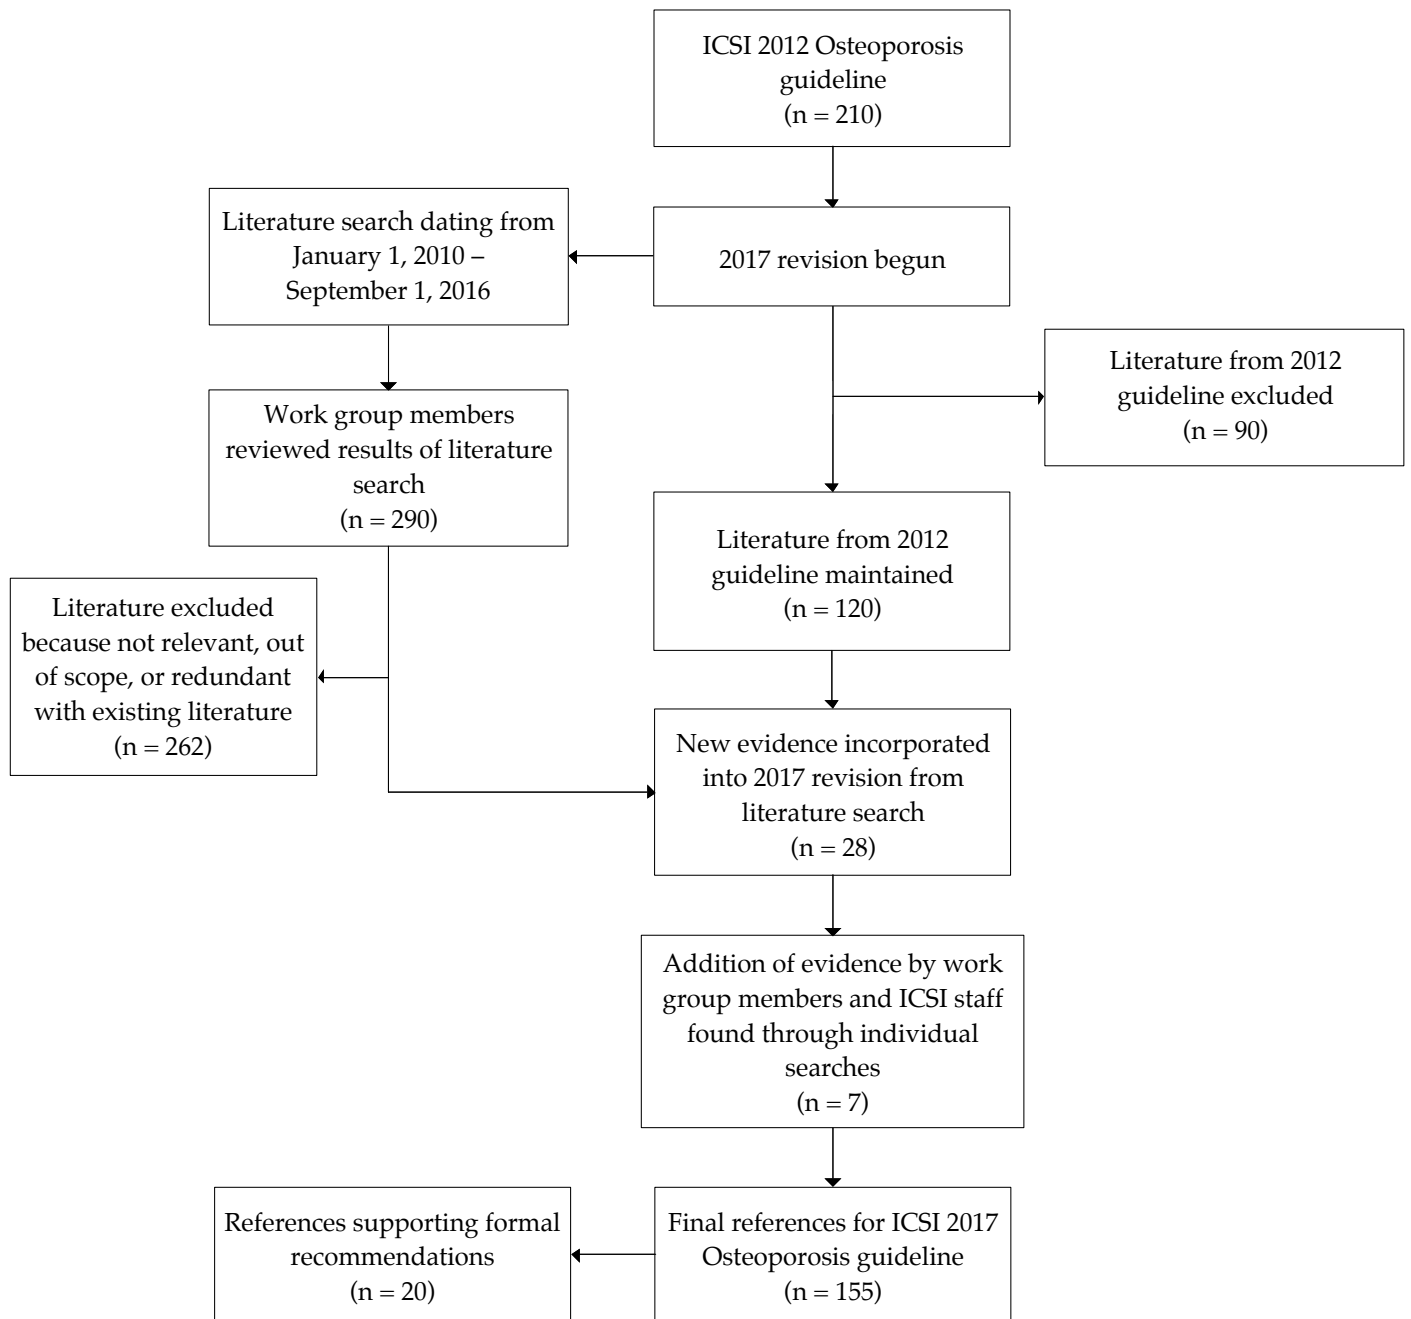 ICSI 2012 Osteoporosis
guideline
(n = 210)
Literature search dating from
January 1, 2010 –
September 1, 2016
2017 revision begun
Literature from 2012
guideline excluded
(n = 90)
Work group members
reviewed results of literature
search
(n = 290)
Literature from 2012
guideline maintained
(n = 120)
Literature excluded
because not relevant, out
of scope, or redundant
with existing literature
(n = 262)
New evidence incorporated
into 2017 revision from
literature search
(n = 28)
Addition of evidence by work
group members and ICSI staff
found through individual
searches
(n = 7)
References supporting formal
recommendations
(n = 20)
Final references for ICSI 2017
Osteoporosis guideline
(n = 155)